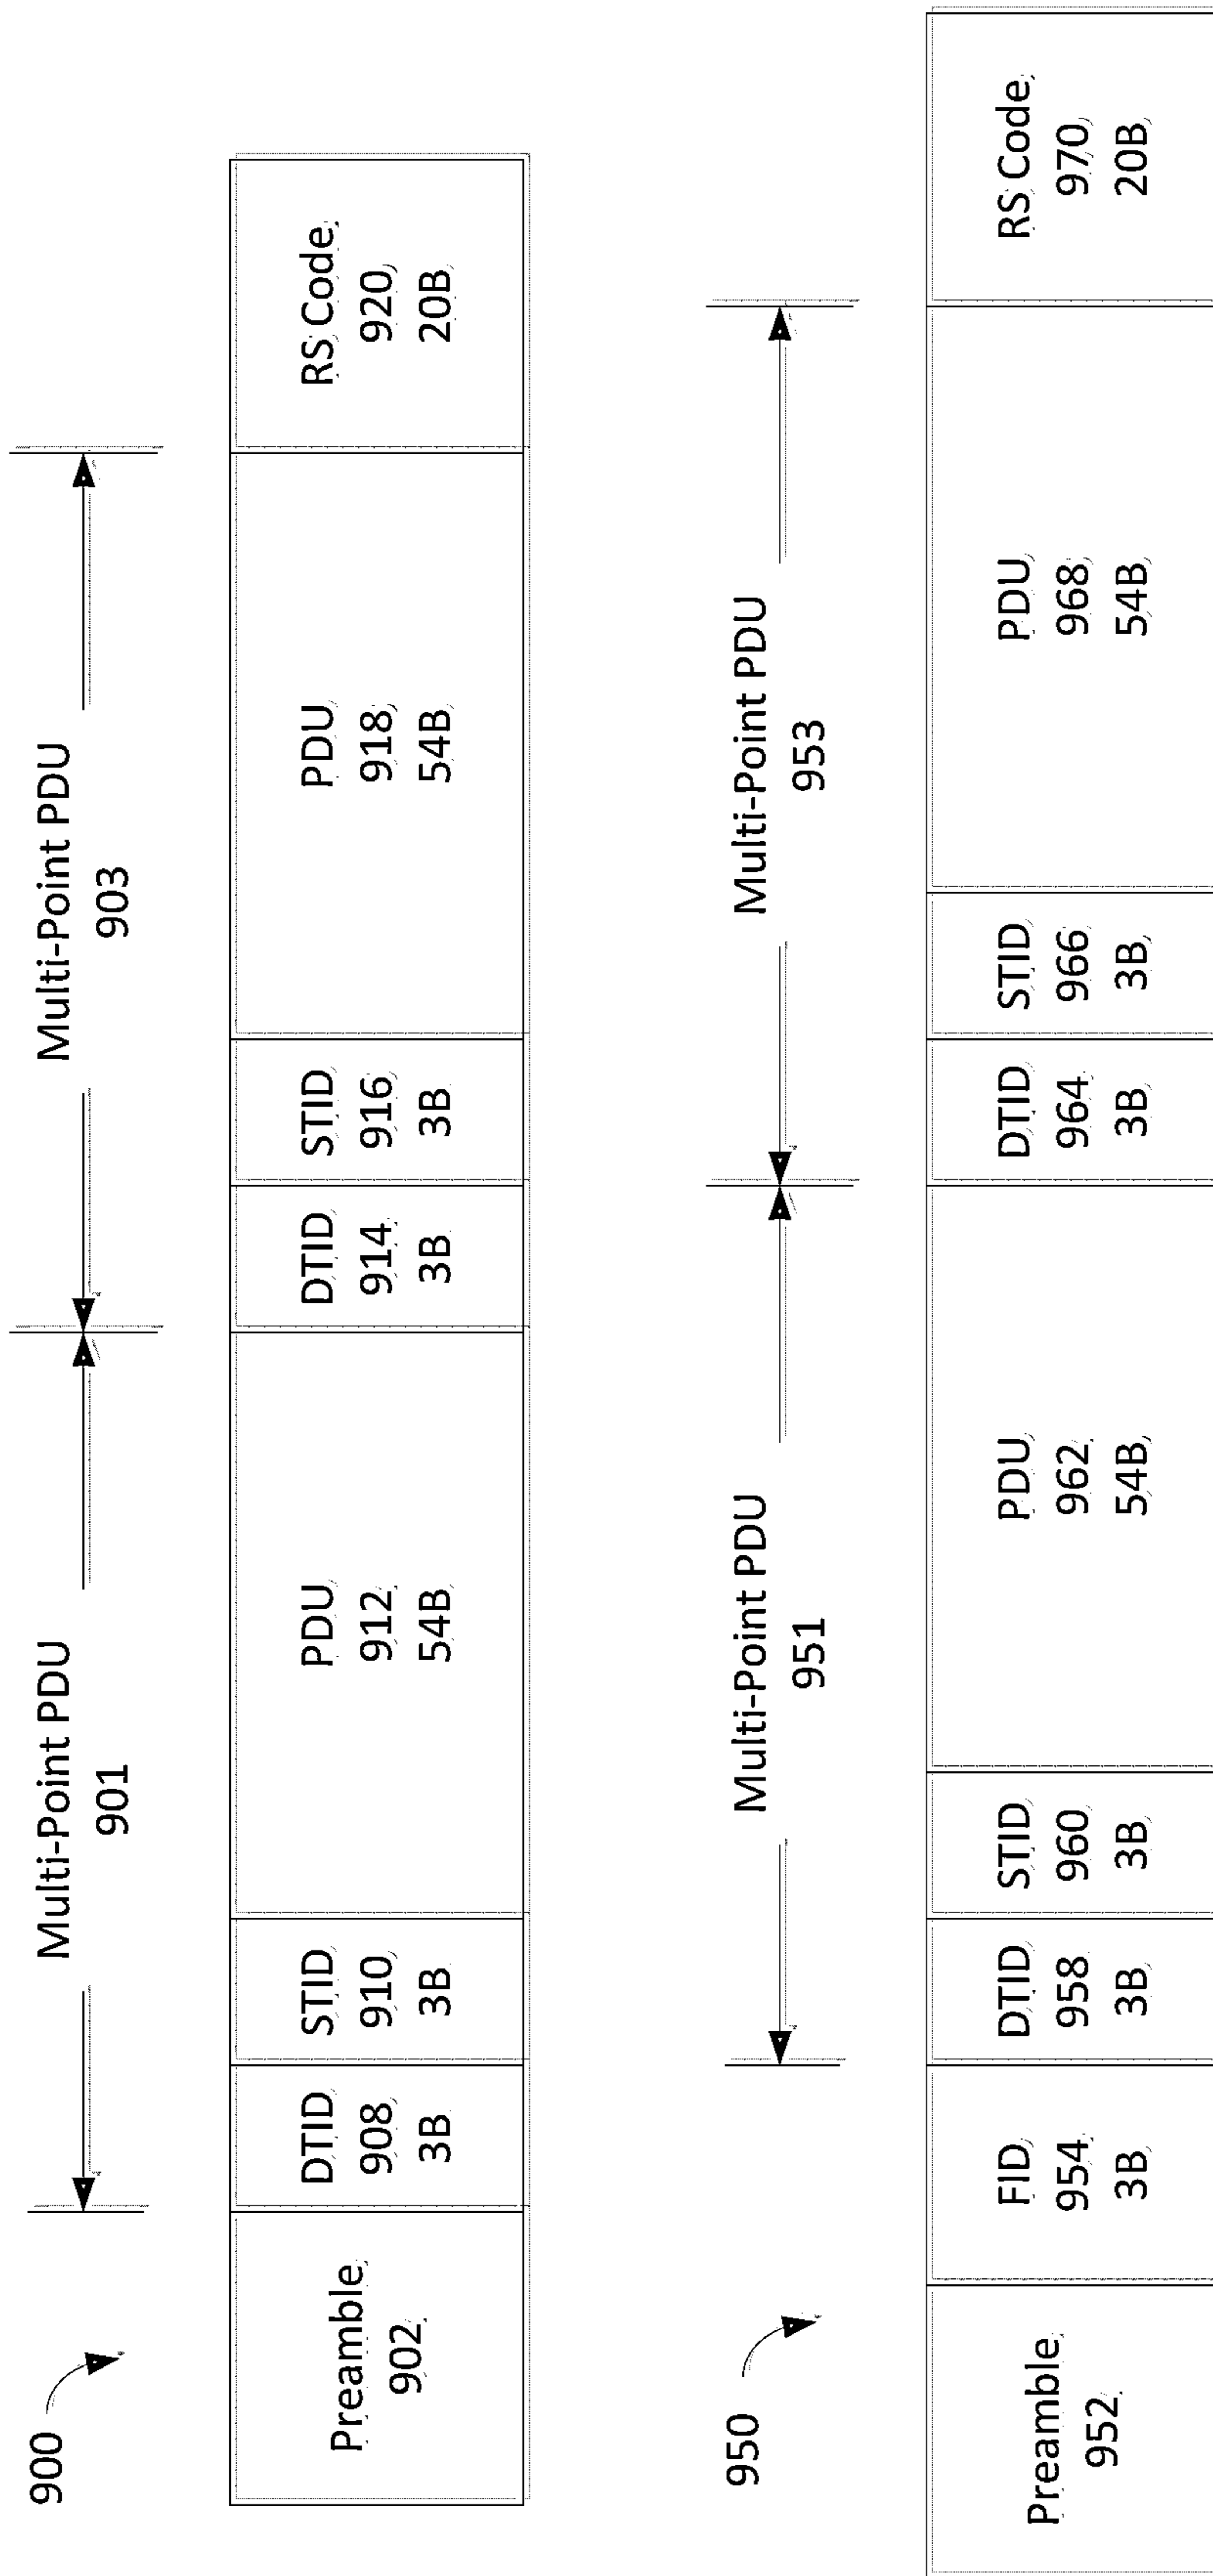 900
Multi-Point PDU
901
Multi-Point PDU
903
Preamble
902
DTID
908
3B
STID
910
3B
PDU
912
54B
DTID
914
3B
STID
916
3B
PDU
918
54B
RS Code
920
20B
950
Multi-Point PDU
951
Multi-Point PDU
953
Preamble
952
FID
954
3B
DTID
958
3B
STID
960
3B
PDU
962
54B
DTID
964
3B
STID
966
3B
PDU
968
54B
RS Code
970
20B